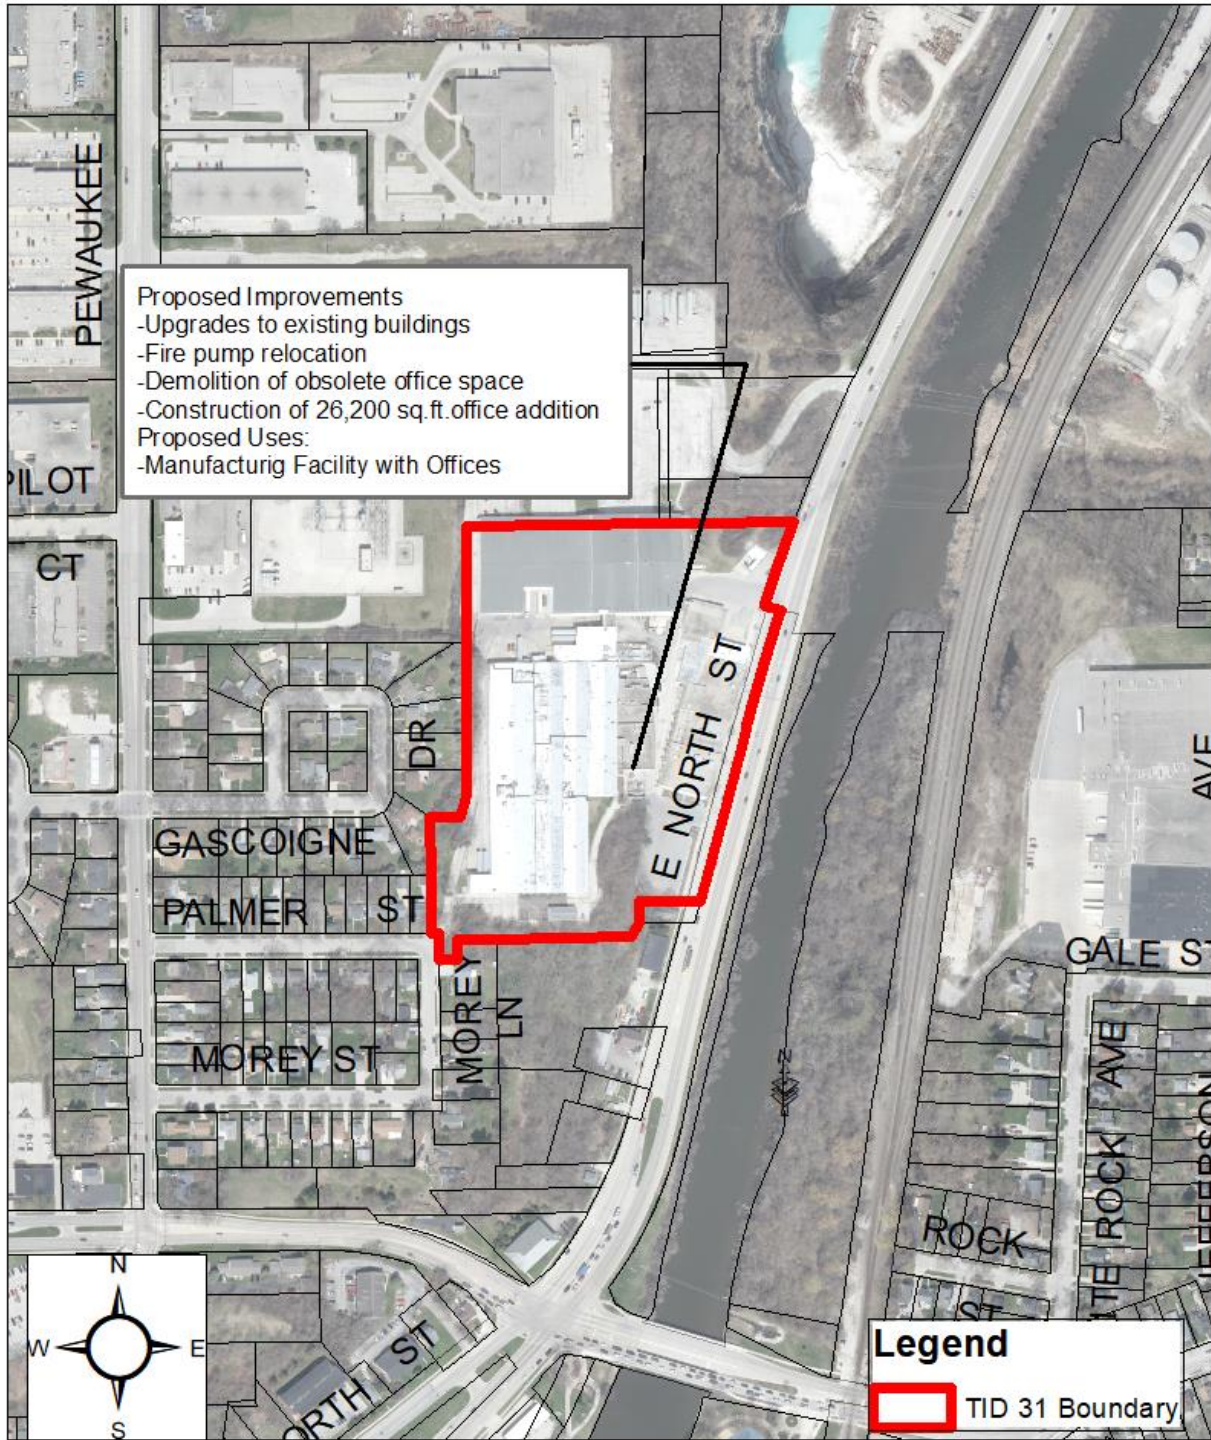 PEWAUKEE
Proposed Improvements
-Upgrades to existing buildings
-Fire pump relocation
-Demolition of obsolete office space
-Construction of 26,200 sq.ft.office addition
Proposed Uses:
-Manufacturig Facility with Offices
PILOT
CT
DR
E NORTH ST
AVE
GASCOIGNE
PALMER ST
GALE ST
MOREY
LN
MOREY ST
ROCK AVE
JEFFERSON
ROCK
ST
N
W E
S
ORTH ST
Legend
TID 31 Boundary